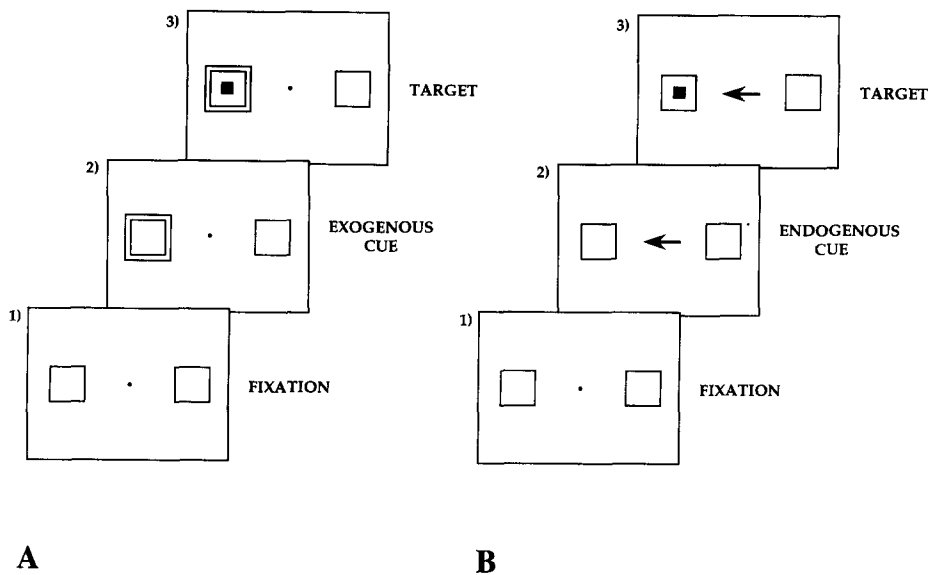 3)
TARGET
2)
EXOGENOUS
CUE
1)
FIXATION
A
3)
TARGET
2)
ENDOGENOUS
CUE
1)
FIXATION
B